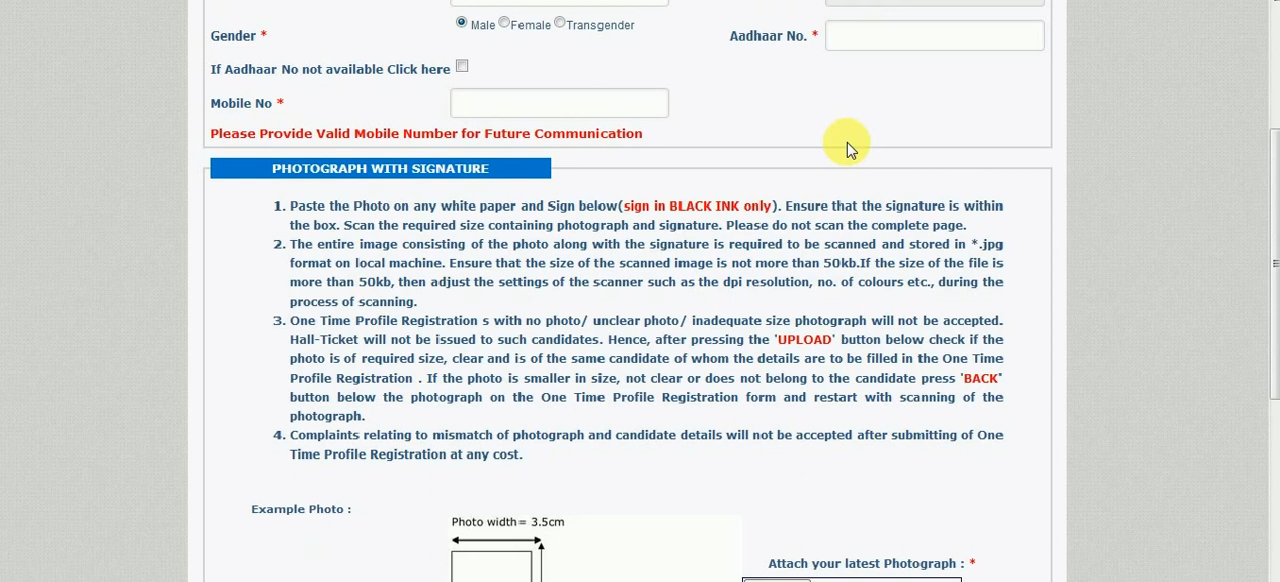 Male Female Transgender
Gender * Aadhaar No. *
If Aadhaar No not available Click here
Mobile No *
Please Provide Valid Mobile Number for Future Communication
PHOTOGRAPH WITH SIGNATURE
1. Paste the Photo on any white paper and Sign below(sign in BLACK INK only). Ensure that the signature is within
the box. Scan the required size containing photograph and signature. Please do not scan the complete page.
2. The entire image consisting of the photo along with the signature is required to be scanned and stored in *.jpg
format on local machine. Ensure that the size of the scanned image is not more than 50kb.If the size of the file is
more than 50kb, then adjust the settings of the scanner such as the dpi resolution, no. of colours etc., during the
process of scanning.
3. One Time Profile Registration s with no photo/ unclear photo/ inadequate size photograph will not be accepted.
Hall-Ticket will not be issued to such candidates. Hence, after pressing the 'UPLOAD' button below check if the
photo is of required size, clear and is of the same candidate of whom the details are to be filled in the One Time
Profile Registration . If the photo is smaller in size, not clear or does not belong to the candidate press 'BACK'
button below the photograph on the One Time Profile Registration form and restart with scanning of the
photograph.
4. Complaints relating to mismatch of photograph and candidate details will not be accepted after submitting of One
Time Profile Registration at any cost.
Example Photo :
Photo width= 3.5cm
Attach your latest Photograph : *